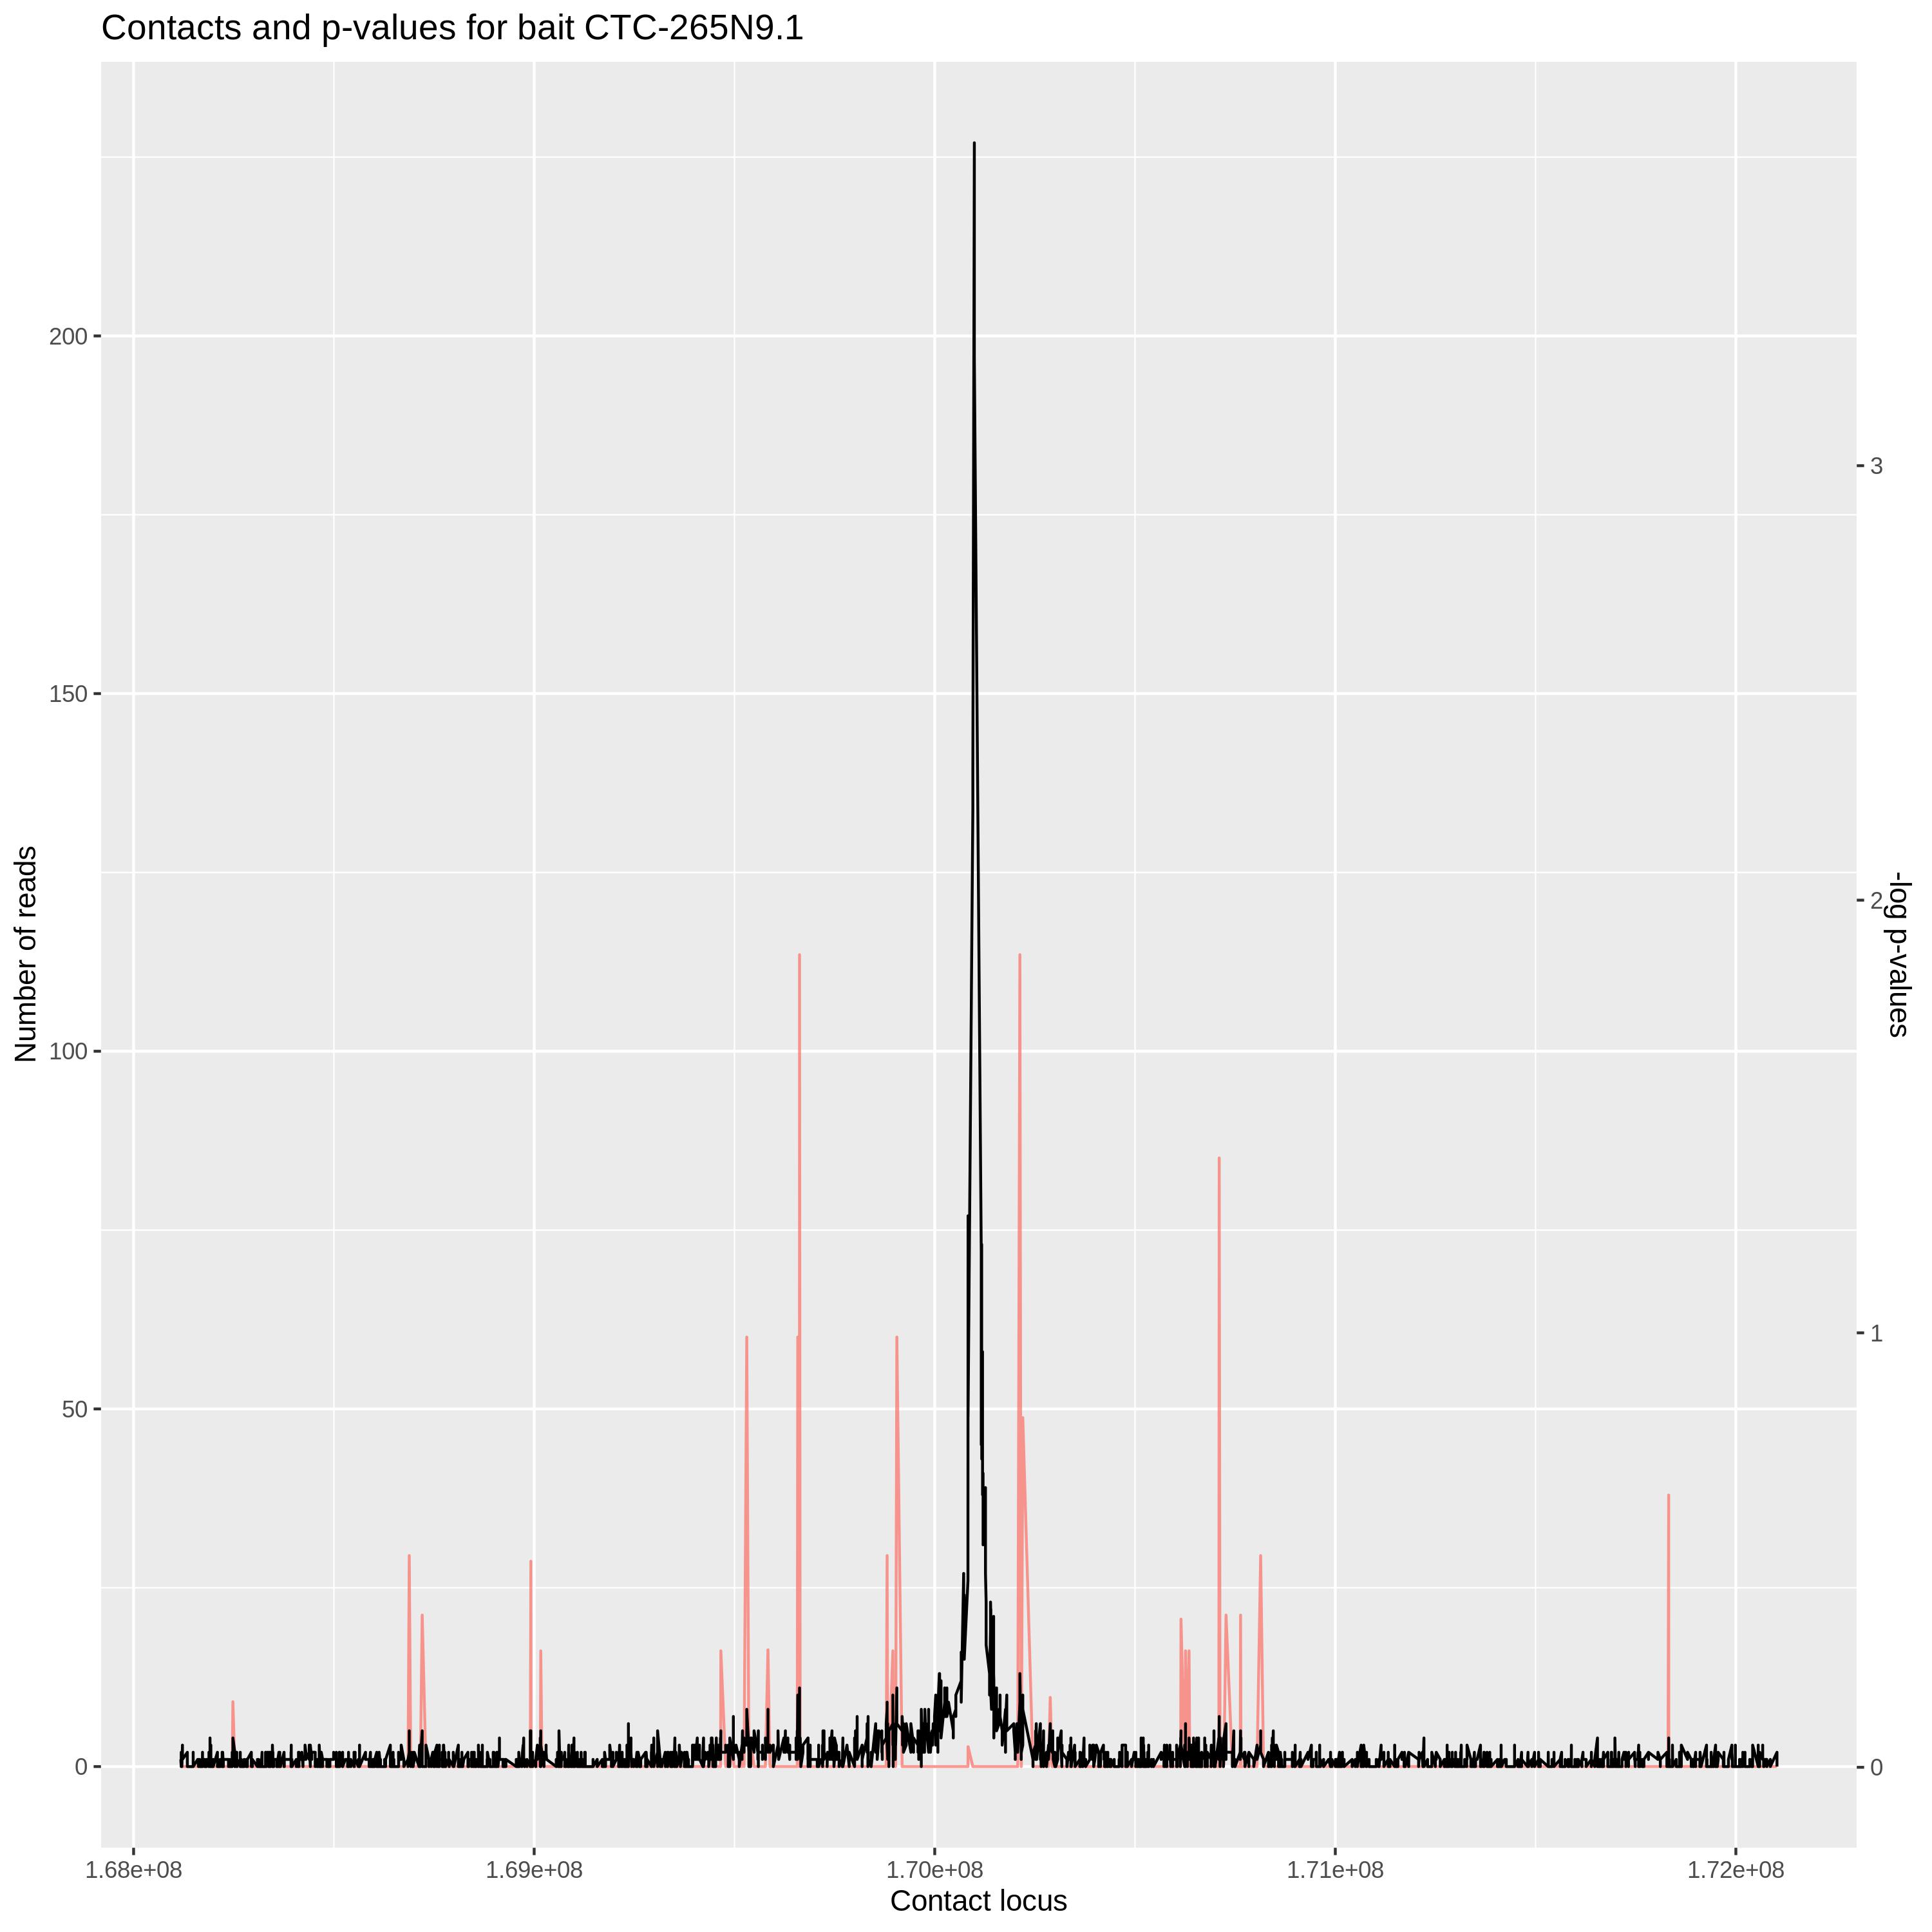 Contacts and p-values for bait CTC-265N9.1
Number of reads
200
150
100
50
0
3
2
1
0
-log p-values
1.68e+08 1.69e+08 1.70e+08 1.71e+08 1.72e+08
Contact locus